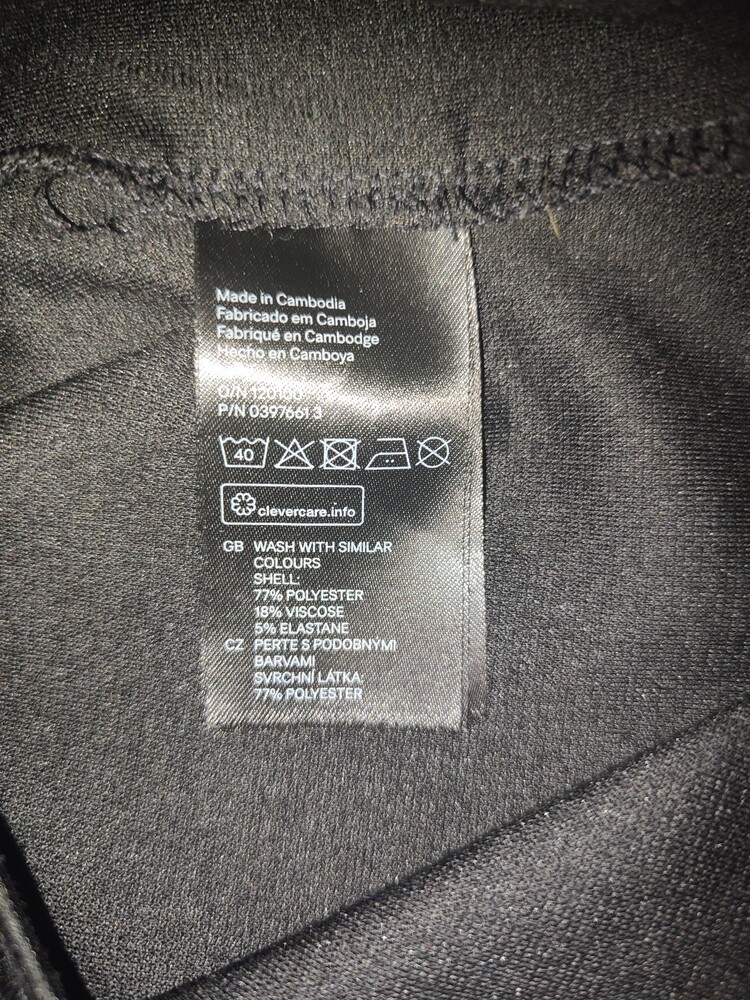 Made in Cambodia
Fabricado em Camboja
Fabriqué en Cambodge
Hecho en Camboya
O/N
P/N 0397661 3
40
clevercare.info
GB WASH WITH SIMILAR
COLOURS
SHELL:
77% POLYESTER
18% VISCOSE
5% ELASTANE
CZ PERTE S PODOBNÝMI
BARVAMI
SVRCHNÍ LÁTKA:
77% POLYESTER